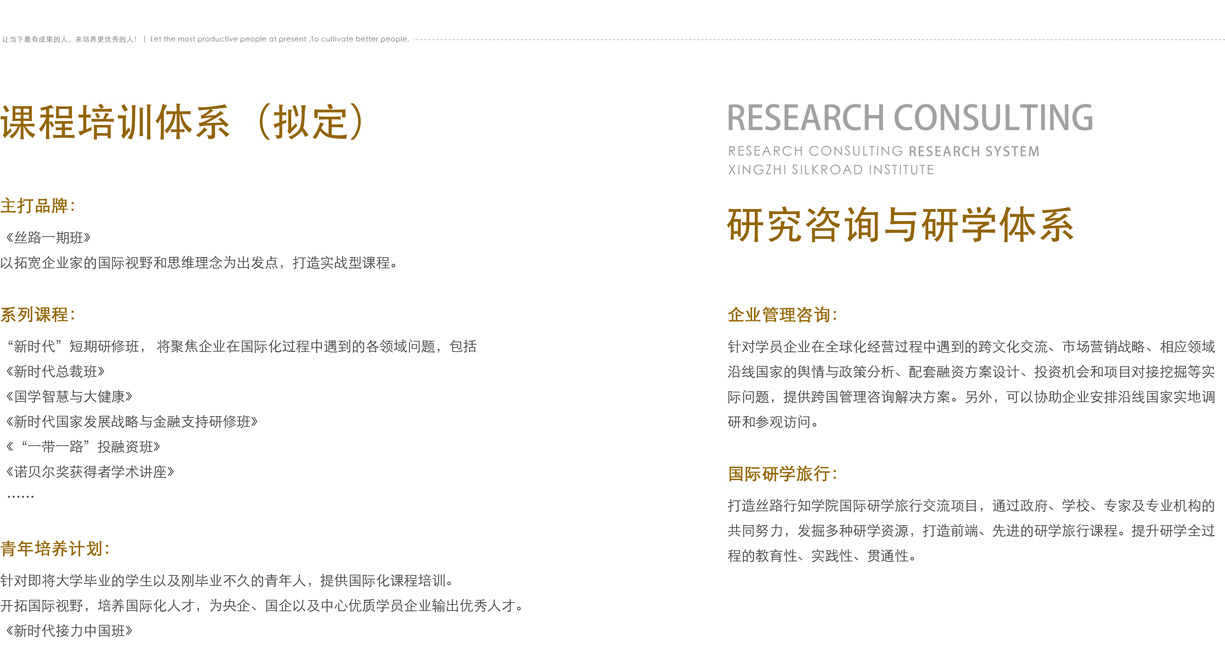 让当下最有成果的人，来培养更优秀的人！ | Let the most productive people at present ,To cultivate better people.
课程培训体系（拟定）
主打品牌：
《丝路一期班》
以拓宽企业家的国际视野和思维理念为出发点，打造实战型课程。
系列课程：
“新时代”短期研修班， 将聚焦企业在国际化过程中遇到的各领域问题，包括
《新时代总裁班》
《国学智慧与大健康》
《新时代国家发展战略与金融支持研修班》
《 “一带一路”投融资班》
《诺贝尔奖获得者学术讲座》
……
青年培养计划：
针对即将大学毕业的学生以及刚毕业不久的青年人，提供国际化课程培训。
开拓国际视野，培养国际化人才，为央企、国企以及中心优质学员企业输出优秀人才。
《新时代接力中国班》
RESEARCH CONSULTING
RESEARCH CONSULTING RESEARCH SYSTEM
XINGZHI SILKROAD INSTITUTE
研究咨询与研学体系
企业管理咨询：
针对学员企业在全球化经营过程中遇到的跨文化交流、市场营销战略、相应领域
沿线国家的舆情与政策分析、配套融资方案设计、投资机会和项目对接挖掘等实
际问题，提供跨国管理咨询解决方案。另外，可以协助企业安排沿线国家实地调
研和参观访问。
国际研学旅行：
打造丝路行知学院国际研学旅行交流项目，通过政府、学校、专家及专业机构的
共同努力，发掘多种研学资源，打造前端、先进的研学旅行课程。提升研学全过
程的教育性、实践性、贯通性。